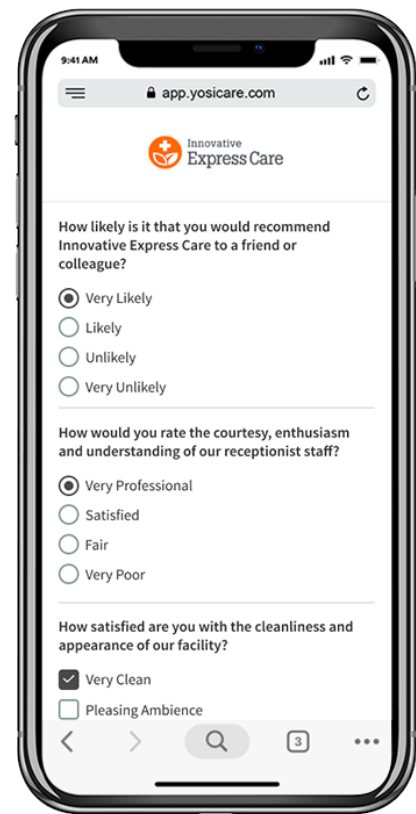 9:41 AM
app.yosicare.com
Innovative
Express Care
How likely is it that you would recommend
Innovative Express Care to a friend or
colleague?
Very Likely
Likely
Unlikely
Very Unlikely
How would you rate the courtesy, enthusiasm
and understanding of our receptionist staff?
Very Professional
Satisfied
Fair
Very Poor
How satisfied are you with the cleanliness and
appearance of our facility?
Very Clean
Pleasing Ambience
3